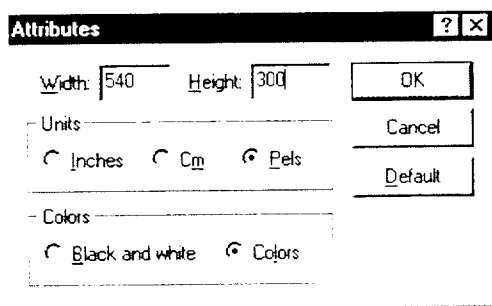 Attributes
Width: 540 Height: 300 OK
Units
Cancel
Inches Cm Pels
Default
Colors
Black and white Colors